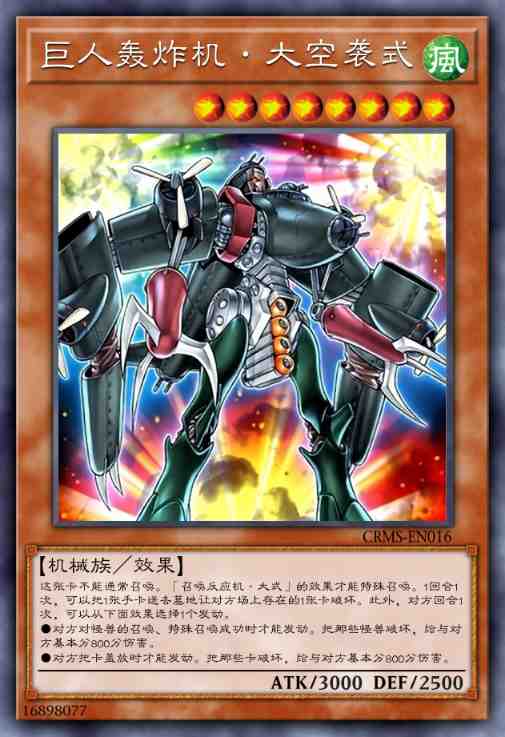 巨人轰炸机·大空袭式
風
CRMS-EN016
【机械族／效果】
这张卡不能通常召唤。「召唤反应机·大式」的效果才能特殊召唤。1回合1
次，可以把1张手卡送去墓地让对方场上存在的1张卡破坏。此外，对方回合1
次，可以从下面效果选择1个发动。
●对方对怪兽的召唤、特殊召唤成功时才能发动。把那些怪兽破坏，给与对
方基本分800分伤害。
●对方把卡盖放时才能发动。把那些卡破坏，给与对方基本分800分伤害。
ATK/3000 DEF/2500
16898077